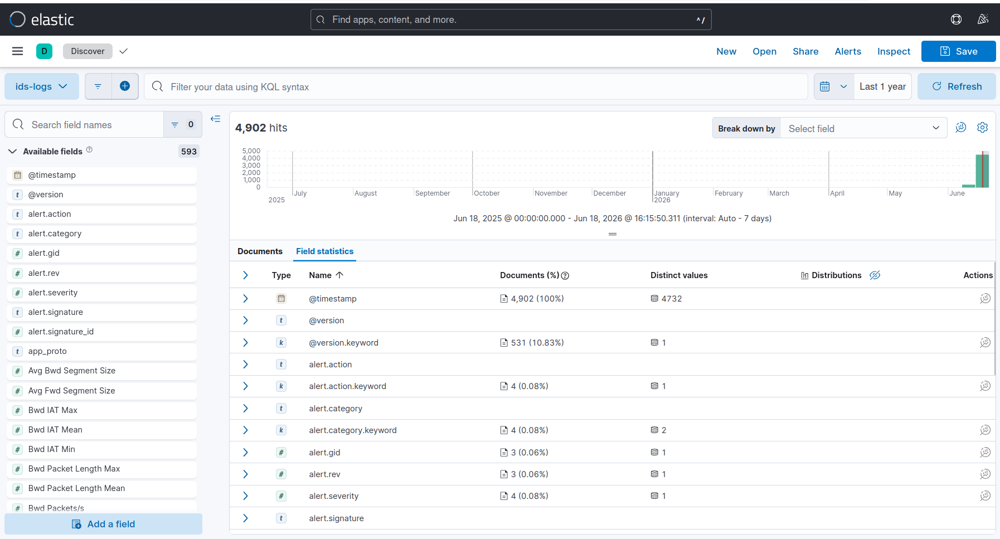 elastic
Find apps, content, and more.
^/
D
Discover
New
Open
Share
Alerts
Inspect
Save
ids-logs
Filter your data using KQL syntax
Last 1 year
Refresh
Search field names
0
Available fields
593
@timestamp
t @version
t alert.action
t alert.category
# alert.gid
# alert.rev
# alert.severity
t alert.signature
# alert.signature_id
t app_proto
# Avg Bwd Segment Size
# Avg Fwd Segment Size
# Bwd IAT Max
# Bwd IAT Mean
# Bwd IAT Min
# Bwd Packet Length Max
# Bwd Packet Length Mean
# Bwd Packets/s
Add a field
4,902 hits
Break down by
Select field
5,000
4,000
3,000
2,000
1,000
0
July August September October November December January February March April May June
2025 2026
Jun 18, 2025 @ 00:00:00.000 - Jun 18, 2026 @ 16:15:50.311 (interval: Auto - 7 days)
Documents
Field statistics
Type Name Documents (%) Distinct values Distributions Actions
@timestamp 4,902 (100%) 4732
t @version
k @version.keyword 531 (10.83%) 1
t alert.action
k alert.action.keyword 4 (0.08%) 1
t alert.category
k alert.category.keyword 4 (0.08%) 2
# alert.gid 3 (0.06%) 1
# alert.rev 3 (0.06%) 1
# alert.severity 4 (0.08%) 1
t alert.signature